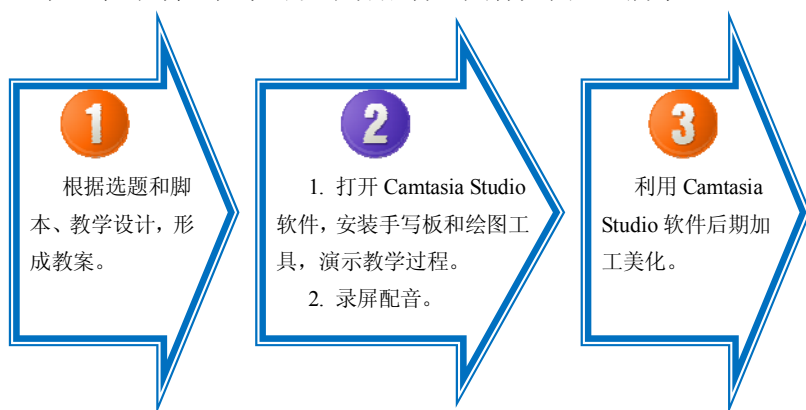 1
根据选题和脚
本、教学设计，形
成教案。
2
1. 打开 Camtasia Studio
软件，安装手写板和绘图工
具，演示教学过程。
2. 录屏配音。
3
利用 Camtasia
Studio 软件后期加
工美化。